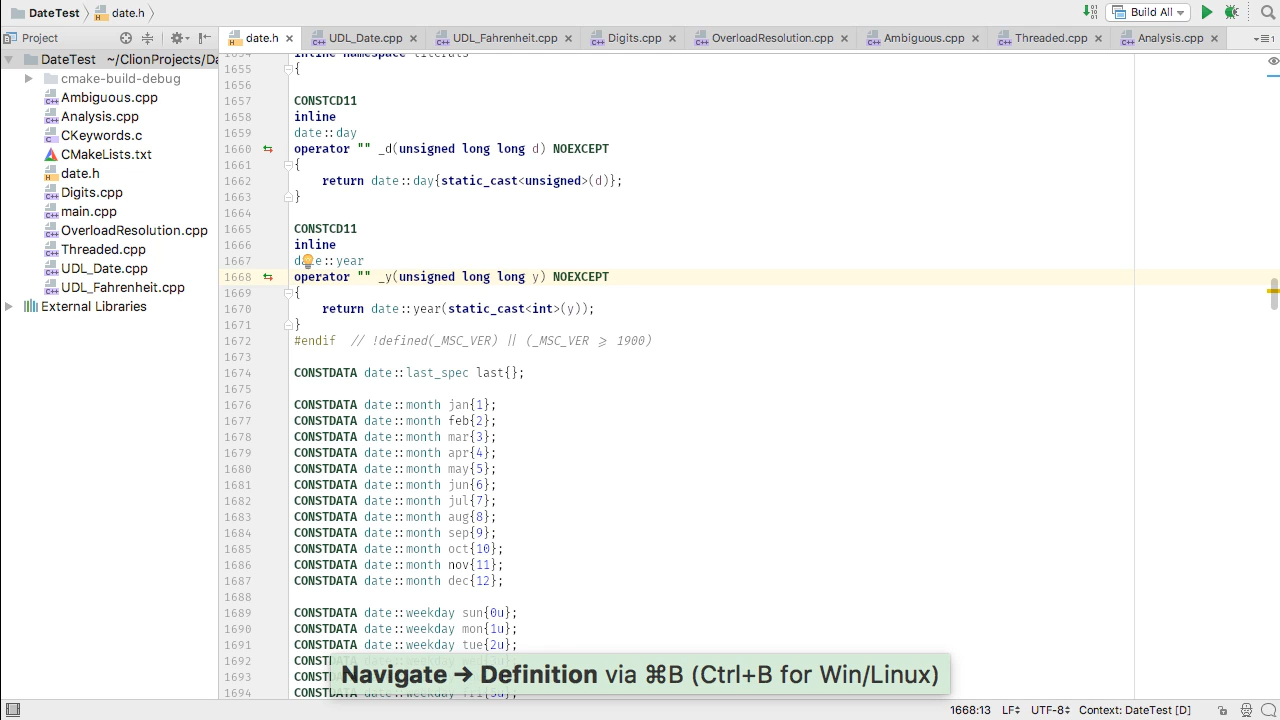 DateTest date.h
Build All
Project
date.h UDL_Date.cpp UDL_Fahrenheit.cpp Digits.cpp OverloadResolution.cpp Ambiguous.cpp Threaded.cpp Analysis.cpp
DateTest ~/ClionProjects/Da
cmake-build-debug
Ambiguous.cpp
Analysis.cpp
CKeywords.c
CMakeLists.txt
date.h
Digits.cpp
main.cpp
OverloadResolution.cpp
Threaded.cpp
UDL_Date.cpp
UDL_Fahrenheit.cpp
External Libraries
1654 inline namespace literals
1655 {
1656
1657 CONSTCD11
1658 inline
1659 date::day
1660 operator "" _d(unsigned long long d) NOEXCEPT
1661 {
1662 return date::day{static_cast<unsigned>(d)};
1663 }
1664
1665 CONSTCD11
1666 inline
1667 date::year
1668 operator "" _y(unsigned long long y) NOEXCEPT
1669 {
1670 return date::year(static_cast<int>(y));
1671 }
1672 #endif // !defined(_MSC_VER) || (_MSC_VER >= 1900)
1673
1674 CONSTDATA date::last_spec last{};
1675
1676 CONSTDATA date::month jan{1};
1677 CONSTDATA date::month feb{2};
1678 CONSTDATA date::month mar{3};
1679 CONSTDATA date::month apr{4};
1680 CONSTDATA date::month may{5};
1681 CONSTDATA date::month jun{6};
1682 CONSTDATA date::month jul{7};
1683 CONSTDATA date::month aug{8};
1684 CONSTDATA date::month sep{9};
1685 CONSTDATA date::month oct{10};
1686 CONSTDATA date::month nov{11};
1687 CONSTDATA date::month dec{12};
1688
1689 CONSTDATA date::weekday sun{0u};
1690 CONSTDATA date::weekday mon{1u};
1691 CONSTDATA date::weekday tue{2u};
1692
1693
1694
Navigate → Definition via ⌘B (Ctrl+B for Win/Linux)
1668:13 LF UTF-8 Context: DateTest [D]